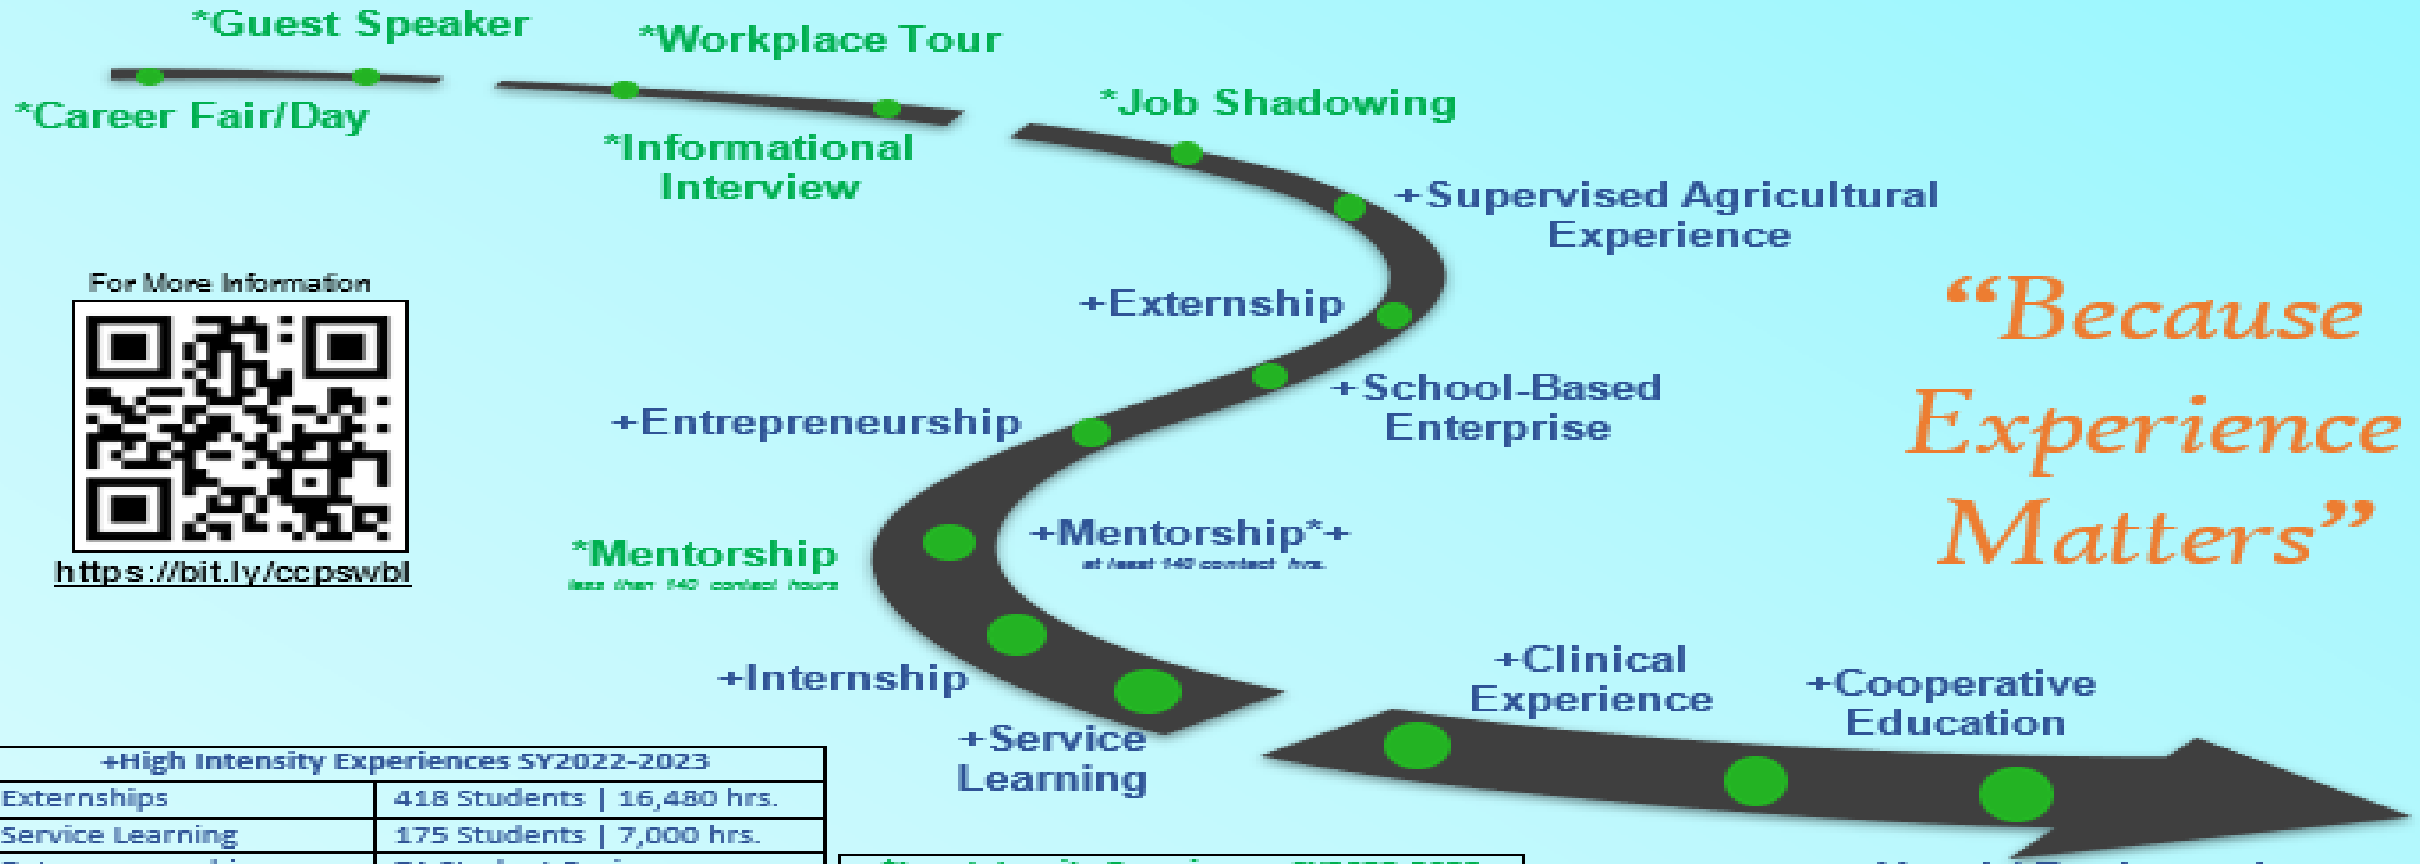 *Guest Speaker
*Workplace Tour
*Career Fair/Day
*Job Shadowing
*Informational
Interview
+Supervised Agricultural
Experience
For More Information
+Externship
“Because
Experience
Matters”
+School-Based
Enterprise
+Entrepreneurship
+Mentorship*+
at least 140 contact hrs.
*Mentorship
less than 140 contact hours
https://bit.ly/ccpswbl
+Internship
+Clinical
Experience
+Cooperative
Education
+Service
Learning
+High Intensity Experiences SY2022-2023
Externships 418 Students | 16,480 hrs.
Service Learning 175 Students | 7,000 hrs.